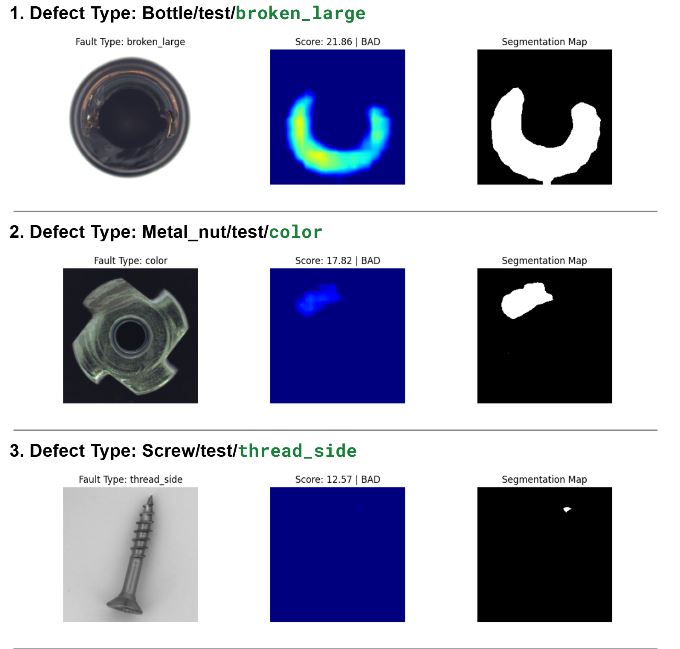 1. Defect Type: Bottle/test/broken_large
Fault Type: broken_large
Score: 21.86 | BAD
Segmentation Map
2. Defect Type: Metal_nut/test/color
Fault Type: color
Score: 17.82 | BAD
Segmentation Map
3. Defect Type: Screw/test/thread_side
Fault Type: thread_side
Score: 12.57 | BAD
Segmentation Map